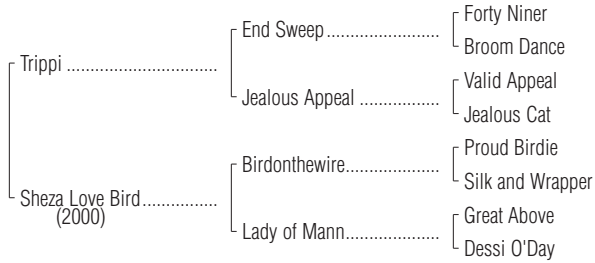 Forty Niner
End Sweep
Broom Dance
Trippi
Valid Appeal
Jealous Appeal
Jealous Cat
Proud Birdie
Birdonthewire
Silk and Wrapper
Sheza Love Bird
(2000)
Great Above
Lady of Mann
Dessi O'Day